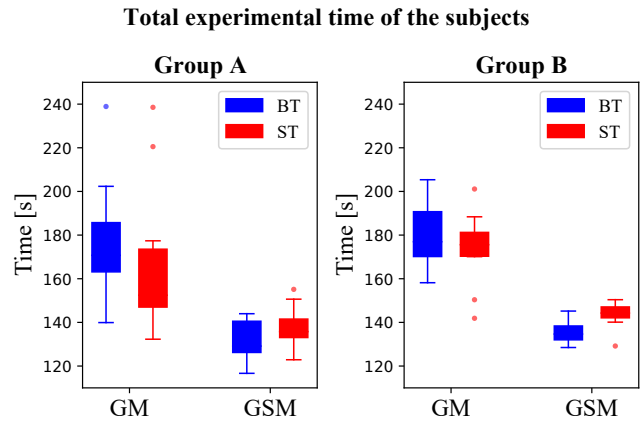 Total experimental time of the subjects
Group A
Group B
BT
ST
BT
ST
Time [s]
240
220
200
180
160
140
120
Time [s]
240
220
200
180
160
140
120
GM
GSM
GM
GSM